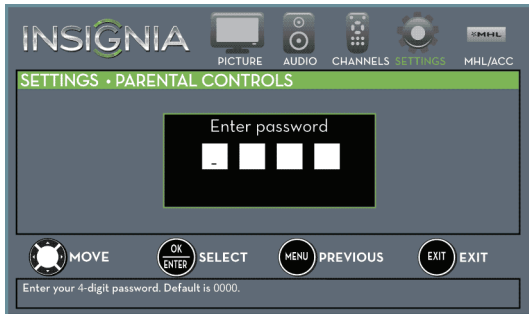 INSIGNIA
PICTURE AUDIO CHANNELS SETTINGS MHL MHL/ACC
SETTINGS • PARENTAL CONTROLS
Enter password
_
MOVE OK ENTER SELECT MENU PREVIOUS EXIT EXIT
Enter your 4-digit password. Default is 0000.